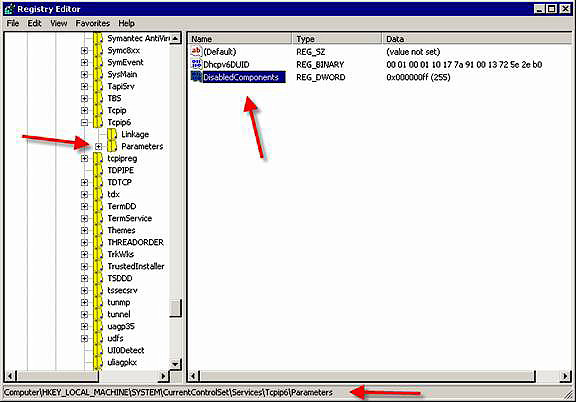 Registry Editor
File Edit View Favorites Help
Symantec AntiViru
Symc8xx
SymEvent
SysMain
TapiSrv
TBS
Tcpip
Tcpip6
Linkage
Parameters
tcpipreg
TDPIPE
TDTCP
tdx
TermDD
TermService
Themes
THREADORDER
TrkWks
TrustedInstaller
TSDDD
tssecsrv
tunmp
tunnel
uagp35
udfs
UI0Detect
uliagpkx
Name Type Data
(Default) REG_SZ (value not set)
Dhcpv6DUID REG_BINARY 00 01 00 01 10 17 7a 91 00 13 72 5e 2e b0
DisabledComponents REG_DWORD 0x000000ff (255)
Computer\HKEY_LOCAL_MACHINE\SYSTEM\CurrentControlSet\Services\Tcpip6\Parameters